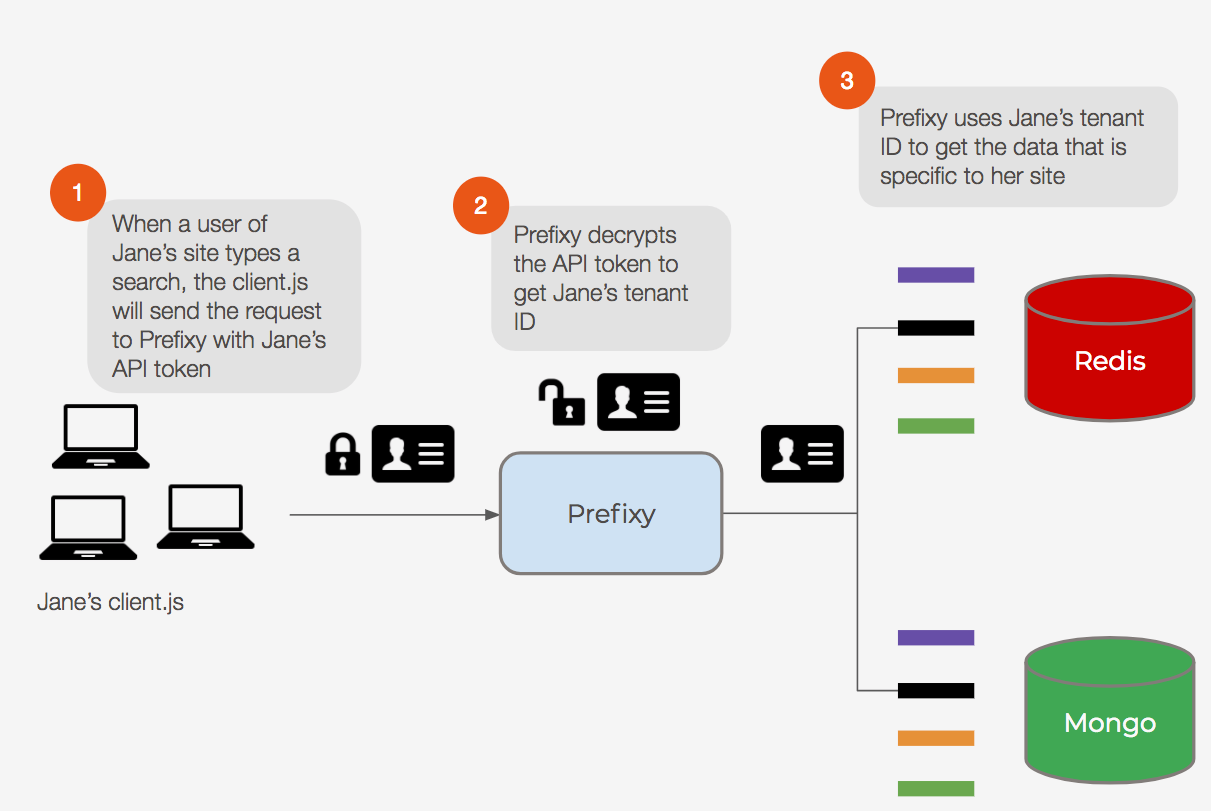 1
When a user of
Jane’s site types a
search, the client.js
will send the request
to Prefixy with Jane’s
API token
Jane’s client.js
2
Prefixy decrypts
the API token to
get Jane’s tenant
ID
Prefixy
3
Prefixy uses Jane’s tenant
ID to get the data that is
specific to her site
Redis
Mongo